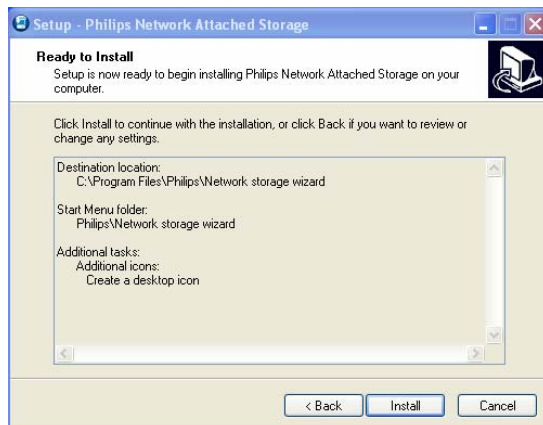 Setup - Philips Network Attached Storage
Ready to Install
Setup is now ready to begin installing Philips Network Attached Storage on your
computer.
Click Install to continue with the installation, or click Back if you want to review or
change any settings.
Destination location:
C:\Program Files\Philips\Network storage wizard
Start Menu folder:
Philips\Network storage wizard
Additional tasks:
Additional icons:
Create a desktop icon
< Back
Install
Cancel